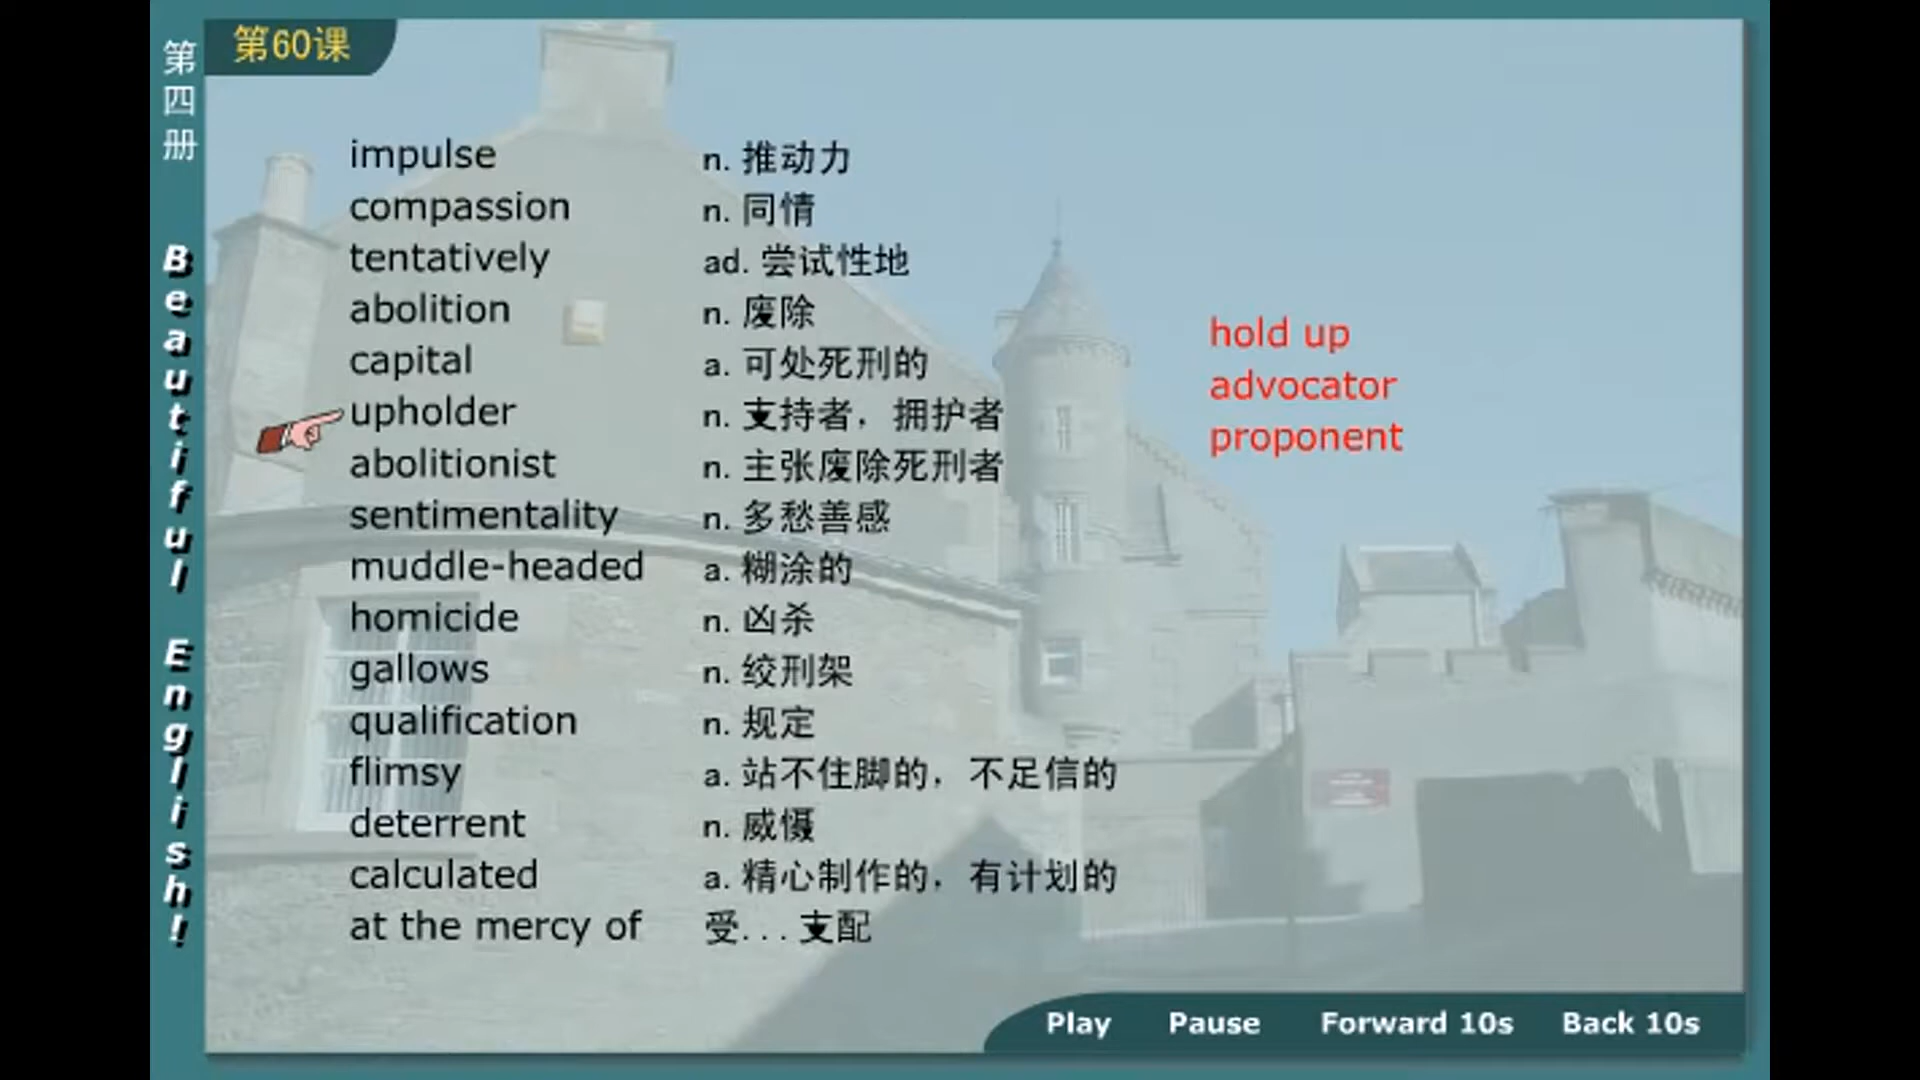 第60课
第四册
Beautiful English!
impulse n. 推动力
compassion n. 同情
tentatively ad. 尝试性地
abolition n. 废除
capital a. 可处死刑的
upholder n. 支持者，拥护者
abolitionist n. 主张废除死刑者
sentimentality n. 多愁善感
muddle-headed a. 糊涂的
homicide n. 凶杀
gallows n. 绞刑架
qualification n. 规定
flimsy a. 站不住脚的，不足信的
deterrent n. 威慑
calculated a. 精心制作的，有计划的
at the mercy of 受...支配
hold up
advocator
proponent
Play Pause Forward 10s Back 10s